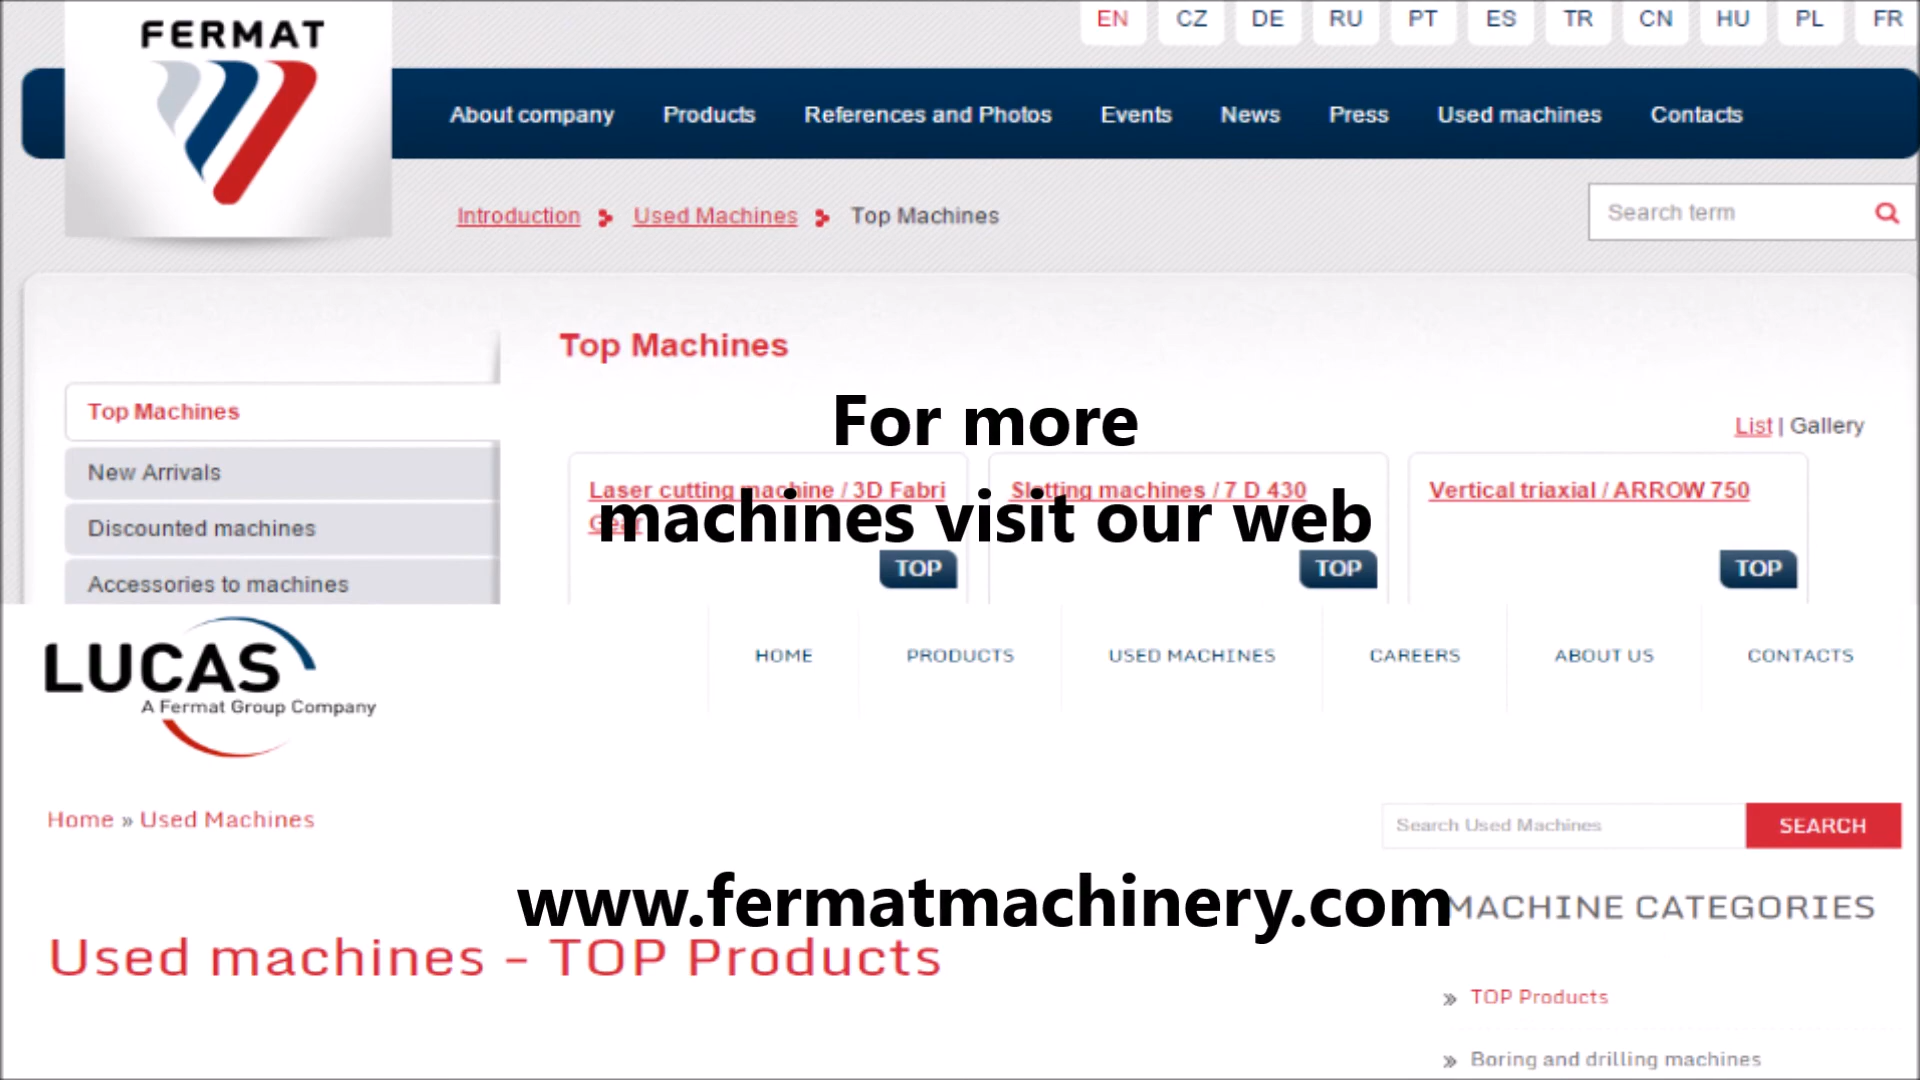 FERMAT
EN CZ DE RU PT ES TR CN HU PL FR
About company Products References and Photos Events News Press Used machines Contacts
Introduction Used Machines Top Machines
Search term
Top Machines
Top Machines
New Arrivals
Discounted machines
Accessories to machines
List | Gallery
Laser cutting machine / 3D Fabri
Gear
TOP
Slotting machines / 7 D 430
TOP
Vertical triaxial / ARROW 750
TOP
For more
machines visit our web
LUCAS
A Fermat Group Company
HOME PRODUCTS USED MACHINES CAREERS ABOUT US CONTACTS
Home » Used Machines
Search Used Machines SEARCH
www.fermatmachinery.com
Used machines – TOP Products
MACHINE CATEGORIES
» TOP Products
» Boring and drilling machines